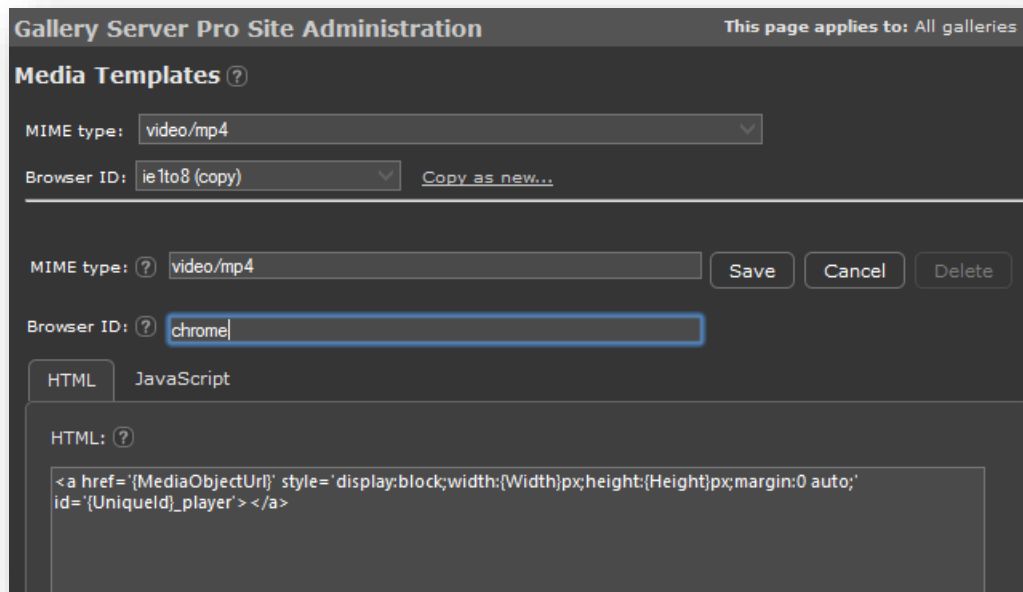 Gallery Server Pro Site Administration This page applies to: All galleries
Media Templates ?
MIME type: video/mp4
Browser ID: ie1to8 (copy) Copy as new...
MIME type: ? video/mp4 Save Cancel Delete
Browser ID: ? chrome
HTML JavaScript
HTML: ?
<a href='{MediaObjectUrl}' style='display:block;width:{Width}px;height:{Height}px;margin:0 auto;'
id='{UniqueId}_player'></a>